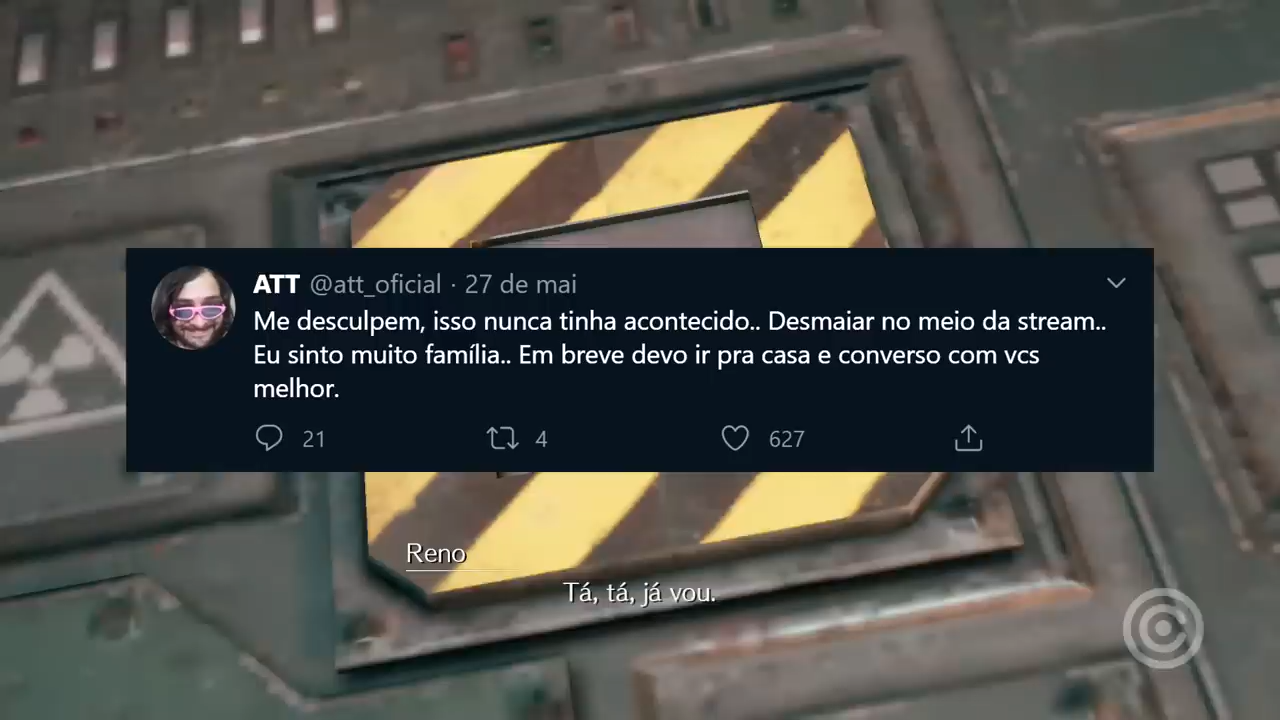 ATT @att_oficial · 27 de mai
Me desculpem, isso nunca tinha acontecido.. Desmaiar no meio da stream..
Eu sinto muito família.. Em breve devo ir pra casa e converso com vcs
melhor.
21 4 627
Reno
Tá, tá, já vou.